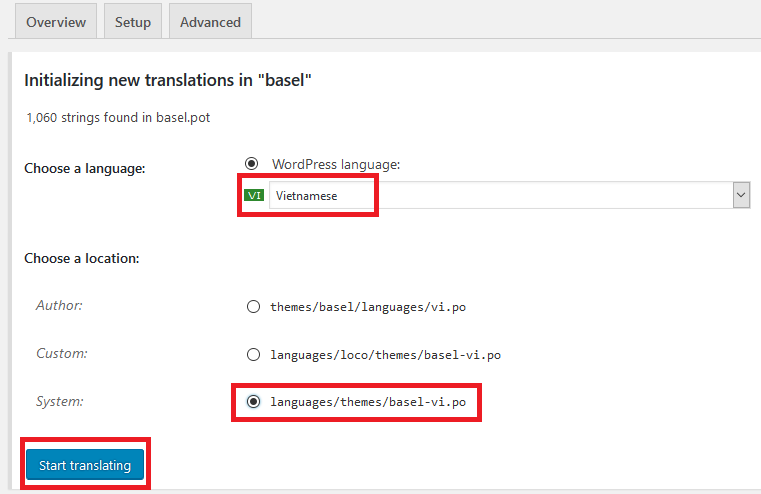 Overview Setup Advanced
Initializing new translations in "basel"
1,060 strings found in basel.pot
Choose a language:
WordPress language:
VI Vietnamese
Choose a location:
Author: themes/basel/languages/vi.po
Custom: languages/loco/themes/basel-vi.po
System: languages/themes/basel-vi.po
Start translating